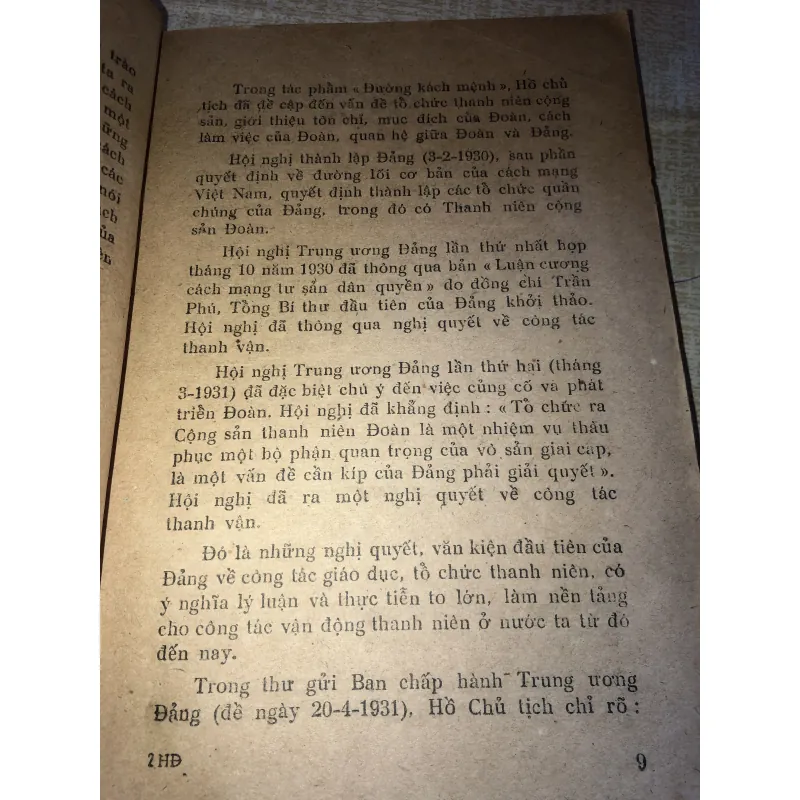 trào
ta ra
cách
một
ững
ách
các
nói
ch
của
ên
Trong tác phẩm « Đường kách mệnh », Hồ chủ
tịch đã đề cập đến vấn đề tổ chức thanh niên cộng
sản, giới thiệu tôn chỉ, mục đích của Đoàn, cách
làm việc của Đoàn, quan hệ giữa Đoàn và Đảng.
Hội nghị thành lập Đảng (3-2-1930), sau phần
quyết định về đường lối cơ bản của cách mạng
Việt Nam, quyết định thành lập các tổ chức quần
chúng của Đảng, trong đó có Thanh niên cộng
sản Đoàn.
Hội nghị Trung ương Đảng lần thứ nhất họp
tháng 10 năm 1930 đã thông qua bản « Luận cương
cách mạng tư sản dân quyền » do đồng chí Trần
Phú, Tổng Bí thư đầu tiên của Đảng khởi thảo.
Hội nghị đã thông qua nghị quyết về công tác
thanh vận.
Hội nghị Trung ương Đảng lần thứ hai (tháng
3-1931) đã đặc biệt chú ý đến việc củng cố và phát
triển Đoàn. Hội nghị đã khẳng định : « Tổ chức ra
Cộng sản thanh niên Đoàn là một nhiệm vụ thâu
phục một bộ phận quan trọng của vô sản giai cấp,
là một vấn đề cần kíp của Đảng phải giải quyết ».
Hội nghị đã ra một nghị quyết về công tác
thanh vận.
Đó là những nghị quyết, văn kiện đầu tiên của
Đảng về công tác giáo dục, tổ chức thanh niên, có
ý nghĩa lý luận và thực tiễn to lớn, làm nền tảng
cho công tác vận động thanh niên ở nước ta từ đó
đến nay.
Trong thư gửi Ban chấp hành Trung ương
Đảng (đề ngày 20-4-1931), Hồ Chủ tịch chỉ rõ :
2 HĐ
9